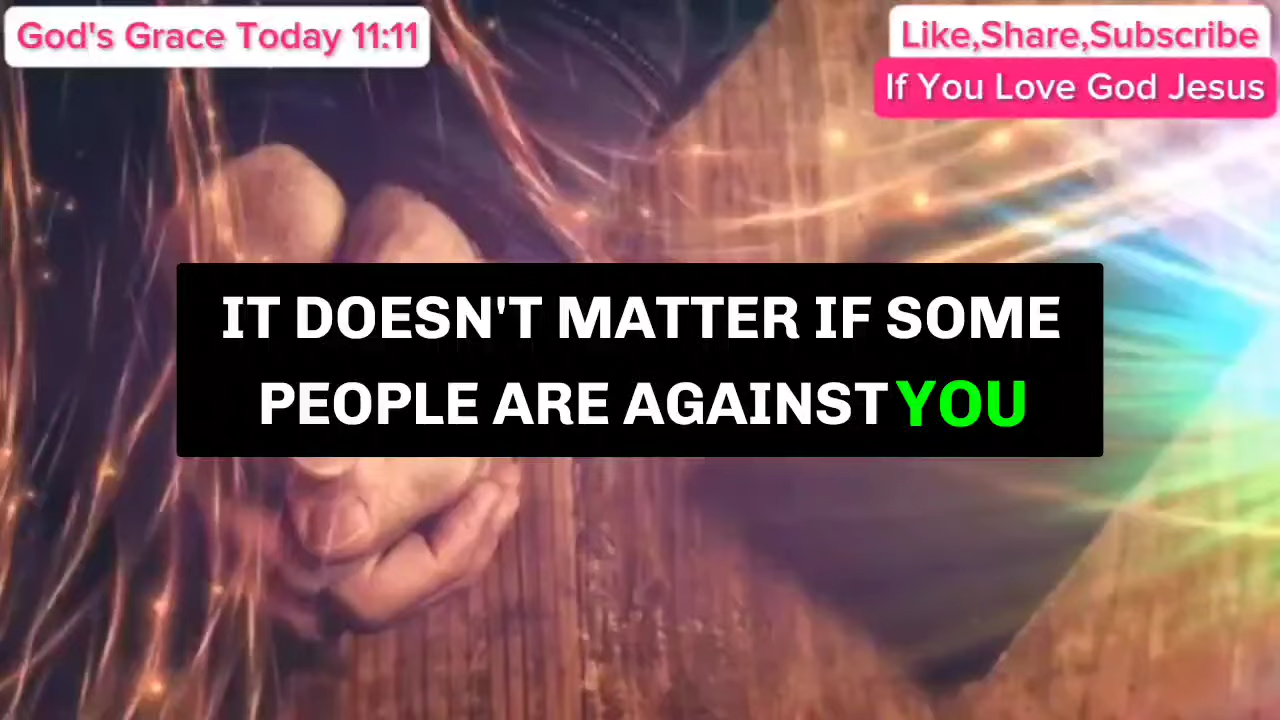 God's Grace Today 11:11
Like,Share,Subscribe
If You Love God Jesus
IT DOESN'T MATTER IF SOME
PEOPLE ARE AGAINST YOU